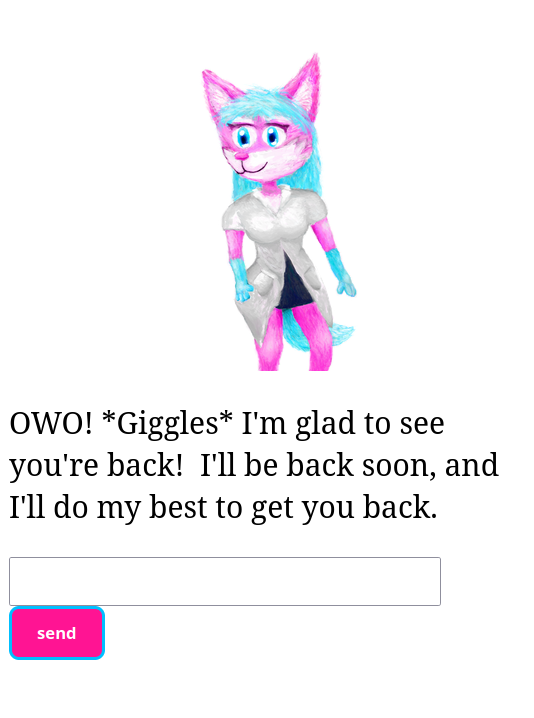 OWO! *Giggles* I'm glad to see
you're back!  I'll be back soon, and
I'll do my best to get you back.
send